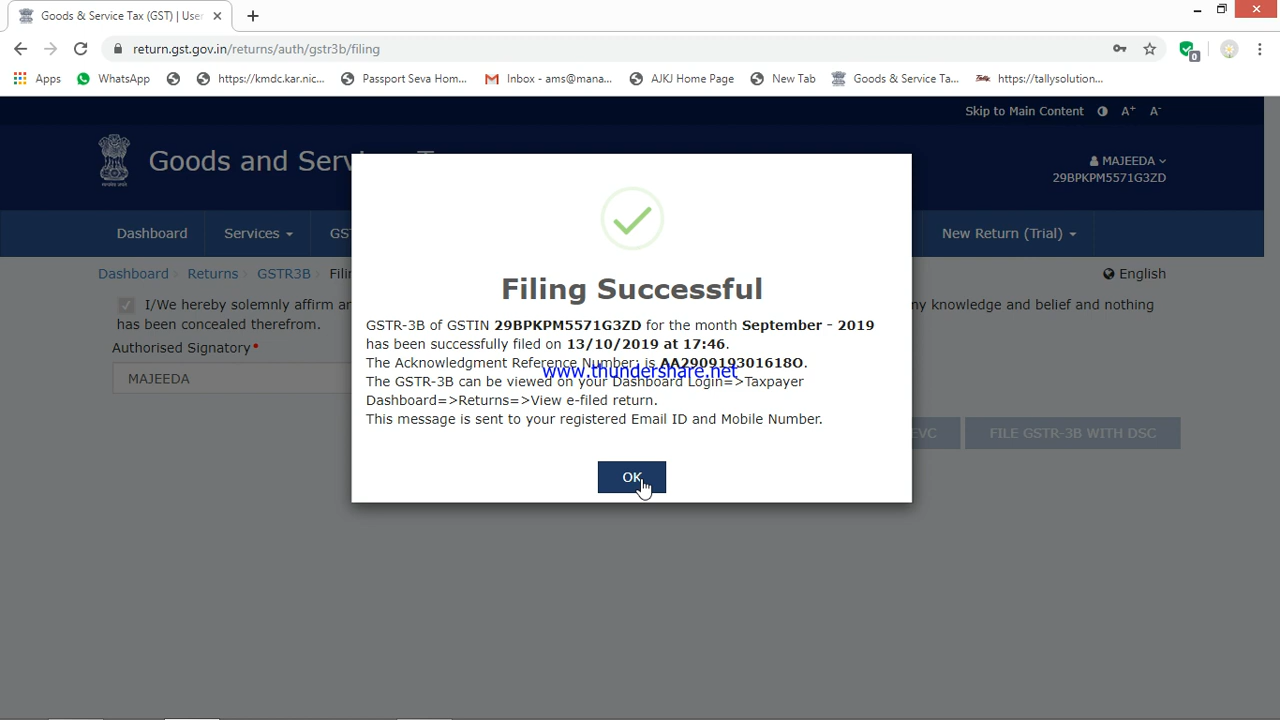 Goods & Service Tax (GST) | User
return.gst.gov.in/returns/auth/gstr3b/filing
0
Apps WhatsApp https://kmdc.kar.nic... Passport Seva Hom... Inbox - ams@mana... AJKJ Home Page New Tab Goods & Service Ta... https://tallysolution...
Skip to Main Content A+ A-
Goods and Serv
MAJEEDA
29BPKPM5571G3ZD
Dashboard Services GST New Return (Trial)
Dashboard Returns GSTR3B Filin English
I/We hereby solemnly affirm an y knowledge and belief and nothing
has been concealed therefrom.
Authorised Signatory•
MAJEEDA
EVC FILE GSTR-3B WITH DSC
Filing Successful
GSTR-3B of GSTIN 29BPKPM5571G3ZD for the month September - 2019
has been successfully filed on 13/10/2019 at 17:46.
The Acknowledgment Reference Number: is AA290919301618O.
www.thundershare.net
The GSTR-3B can be viewed on your Dashboard Login=>Taxpayer
Dashboard=>Returns=>View e-filed return.
This message is sent to your registered Email ID and Mobile Number.
OK